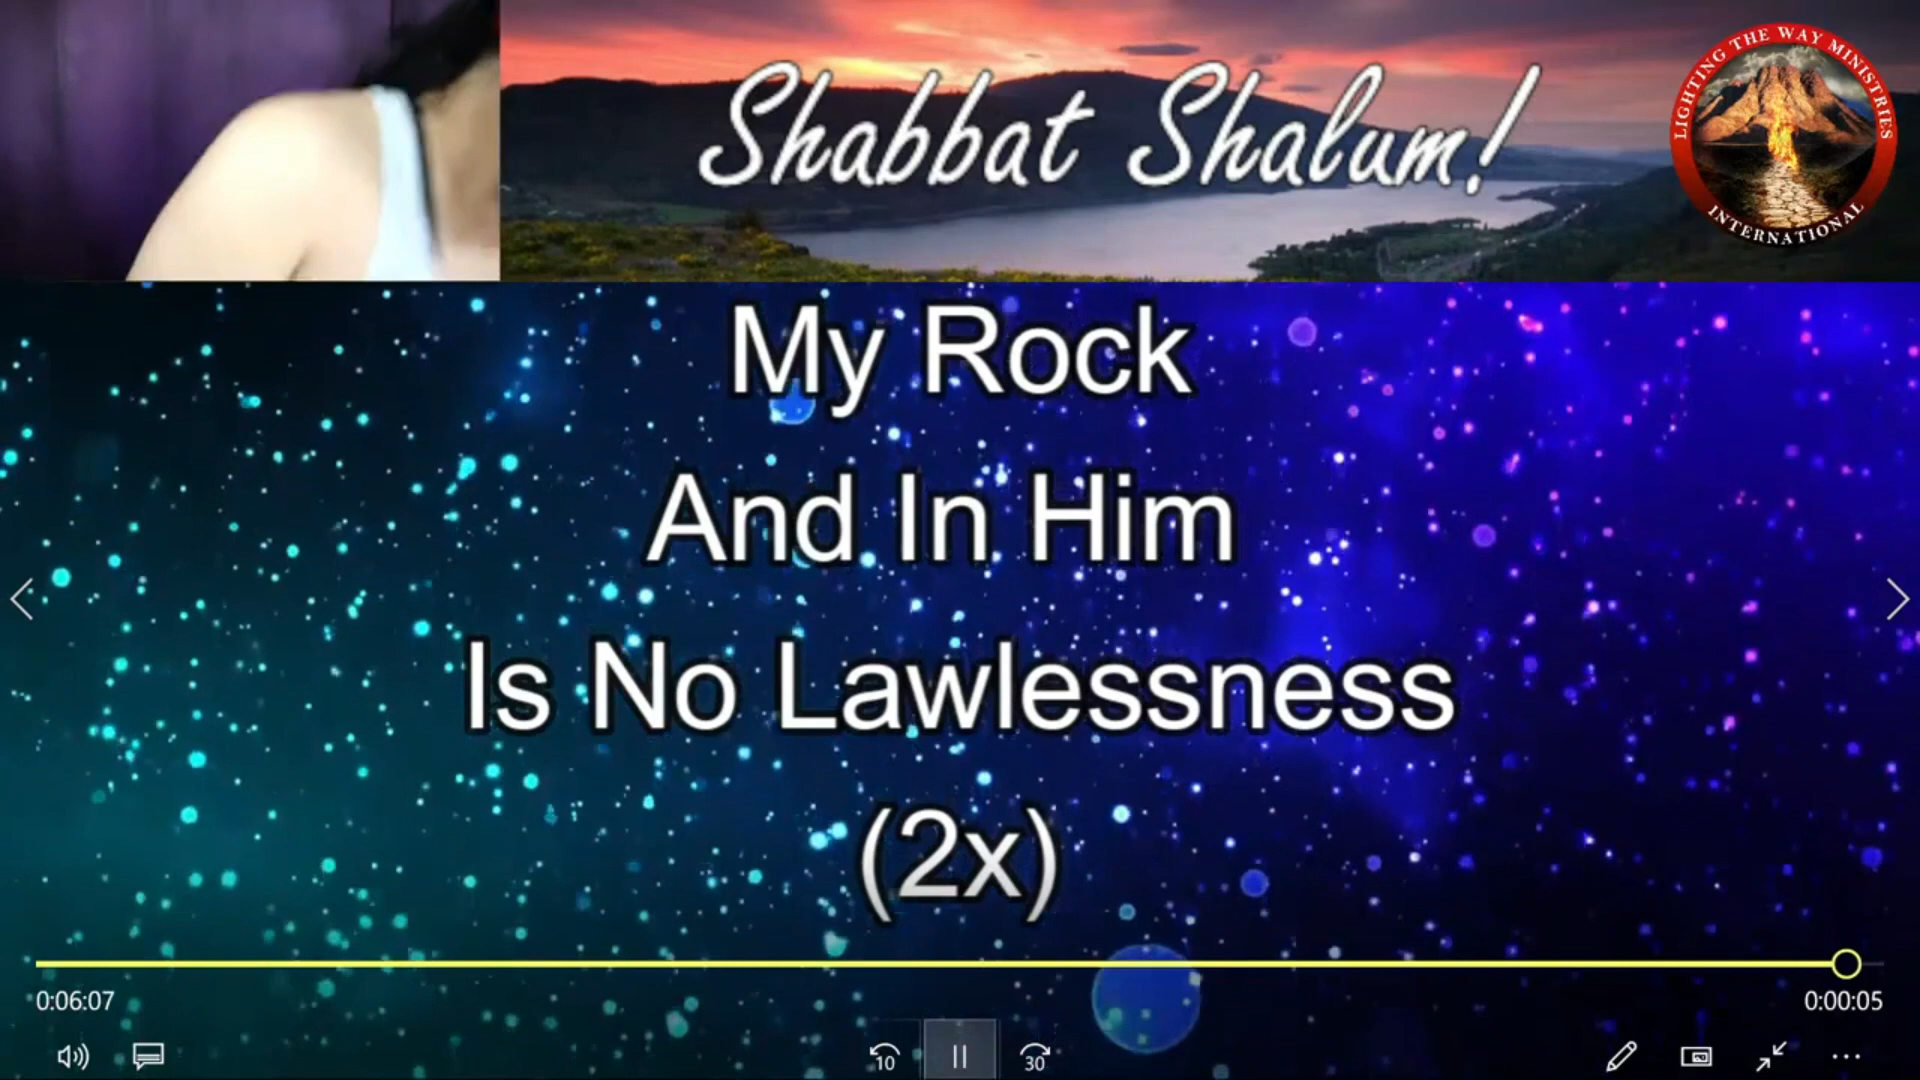 Shabbat Shalum!
LIGHTING THE WAY MINISTRIES
INTERNATIONAL
My Rock
And In Him
Is No Lawlessness
(2x)
0:06:07
0:00:05
10
30